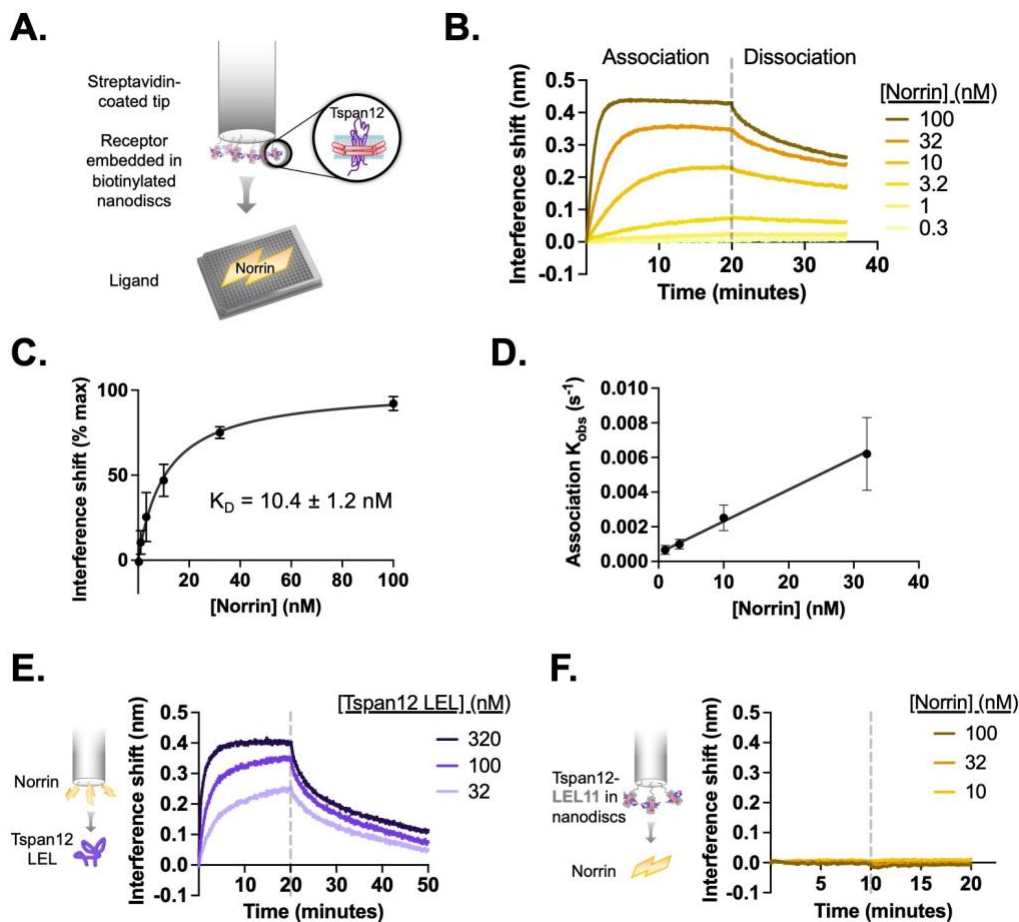 A.
Streptavidin-
coated tip
Receptor
embedded in
biotinylated
nanodiscs
Tspan12
Ligand
Norrin
B.
Association
Dissociation
Interference shift (nm)
0.5
0.4
0.3
0.2
0.1
0.0
-0.1
10
20
30
40
Time (minutes)
[Norrin] (nM)
100
32
10
3.2
1
0.3
C.
Interference shift (% max)
100
50
0
K_D = 10.4 ± 1.2 nM
20
40
60
80
100
[Norrin] (nM)
D.
Association K_obs (s⁻¹)
0.010
0.008
0.006
0.004
0.002
0.000
0
10
20
30
40
[Norrin] (nM)
E.
Norrin
Tspan12
LEL
Interference shift (nm)
0.5
0.4
0.3
0.2
0.1
0.0
-0.1
10
20
30
40
50
Time (minutes)
[Tspan12 LEL] (nM)
320
100
32
F.
Tspan12-
LEL11 in
nanodiscs
Norrin
Interference shift (nm)
0.5
0.4
0.3
0.2
0.1
0.0
-0.1
5
10
15
20
Time (minutes)
[Norrin] (nM)
100
32
10